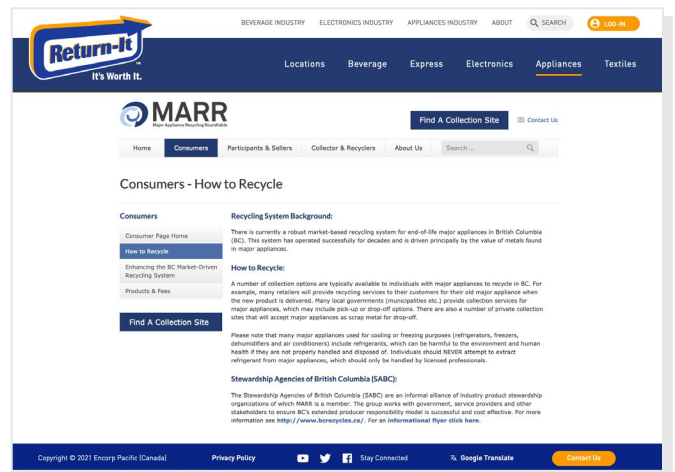 BEVERAGE INDUSTRY ELECTRONICS INDUSTRY APPLIANCES INDUSTRY ABOUT SEARCH LOG-IN
Return-It
It's Worth It.
Locations Beverage Express Electronics Appliances Textiles
MARR
Major Appliance Recycling Roundtable
Find A Collection Site Contact Us
Home Consumers Participants & Sellers Collector & Recyclers About Us Search ...
Consumers - How to Recycle
Consumers
Consumer Page Home
How to Recycle
Enhancing the BC Market-Driven
Recycling System
Products & Fees
Find A Collection Site
Recycling System Background:
There is currently a robust market-based recycling system for end-of-life major appliances in British Columbia
(BC). This system has operated successfully for decades and is driven principally by the value of metals found
in major appliances.
How to Recycle:
A number of collection options are typically available to individuals with major appliances to recycle in BC. For
example, many retailers will provide recycling services to their customers for their old major appliance when
the new product is delivered. Many local governments (municipalities etc.) provide collection services for
major appliances, which may include pick-up or drop-off options. There are also a number of private collection
sites that will accept major appliances as scrap metal for drop-off.
Please note that many major appliances used for cooling or freezing purposes (refrigerators, freezers,
dehumidifiers and air conditioners) include refrigerants, which can be harmful to the environment and human
health if they are not properly handled and disposed of. Individuals should NEVER attempt to extract
refrigerant from major appliances, which should only be handled by licensed professionals.
Stewardship Agencies of British Columbia (SABC):
The Stewardship Agencies of British Columbia (SABC) are an informal alliance of industry product stewardship
organizations of which MARR is a member. The group works with government, service providers and other
stakeholders to ensure BC's extended producer responsibility model is successful and cost effective. For more
information see http://www.bcrecycles.ca/. For an informational flyer click here.
Copyright © 2021 Encorp Pacific (Canada) Privacy Policy Stay Connected Google Translate Contact Us